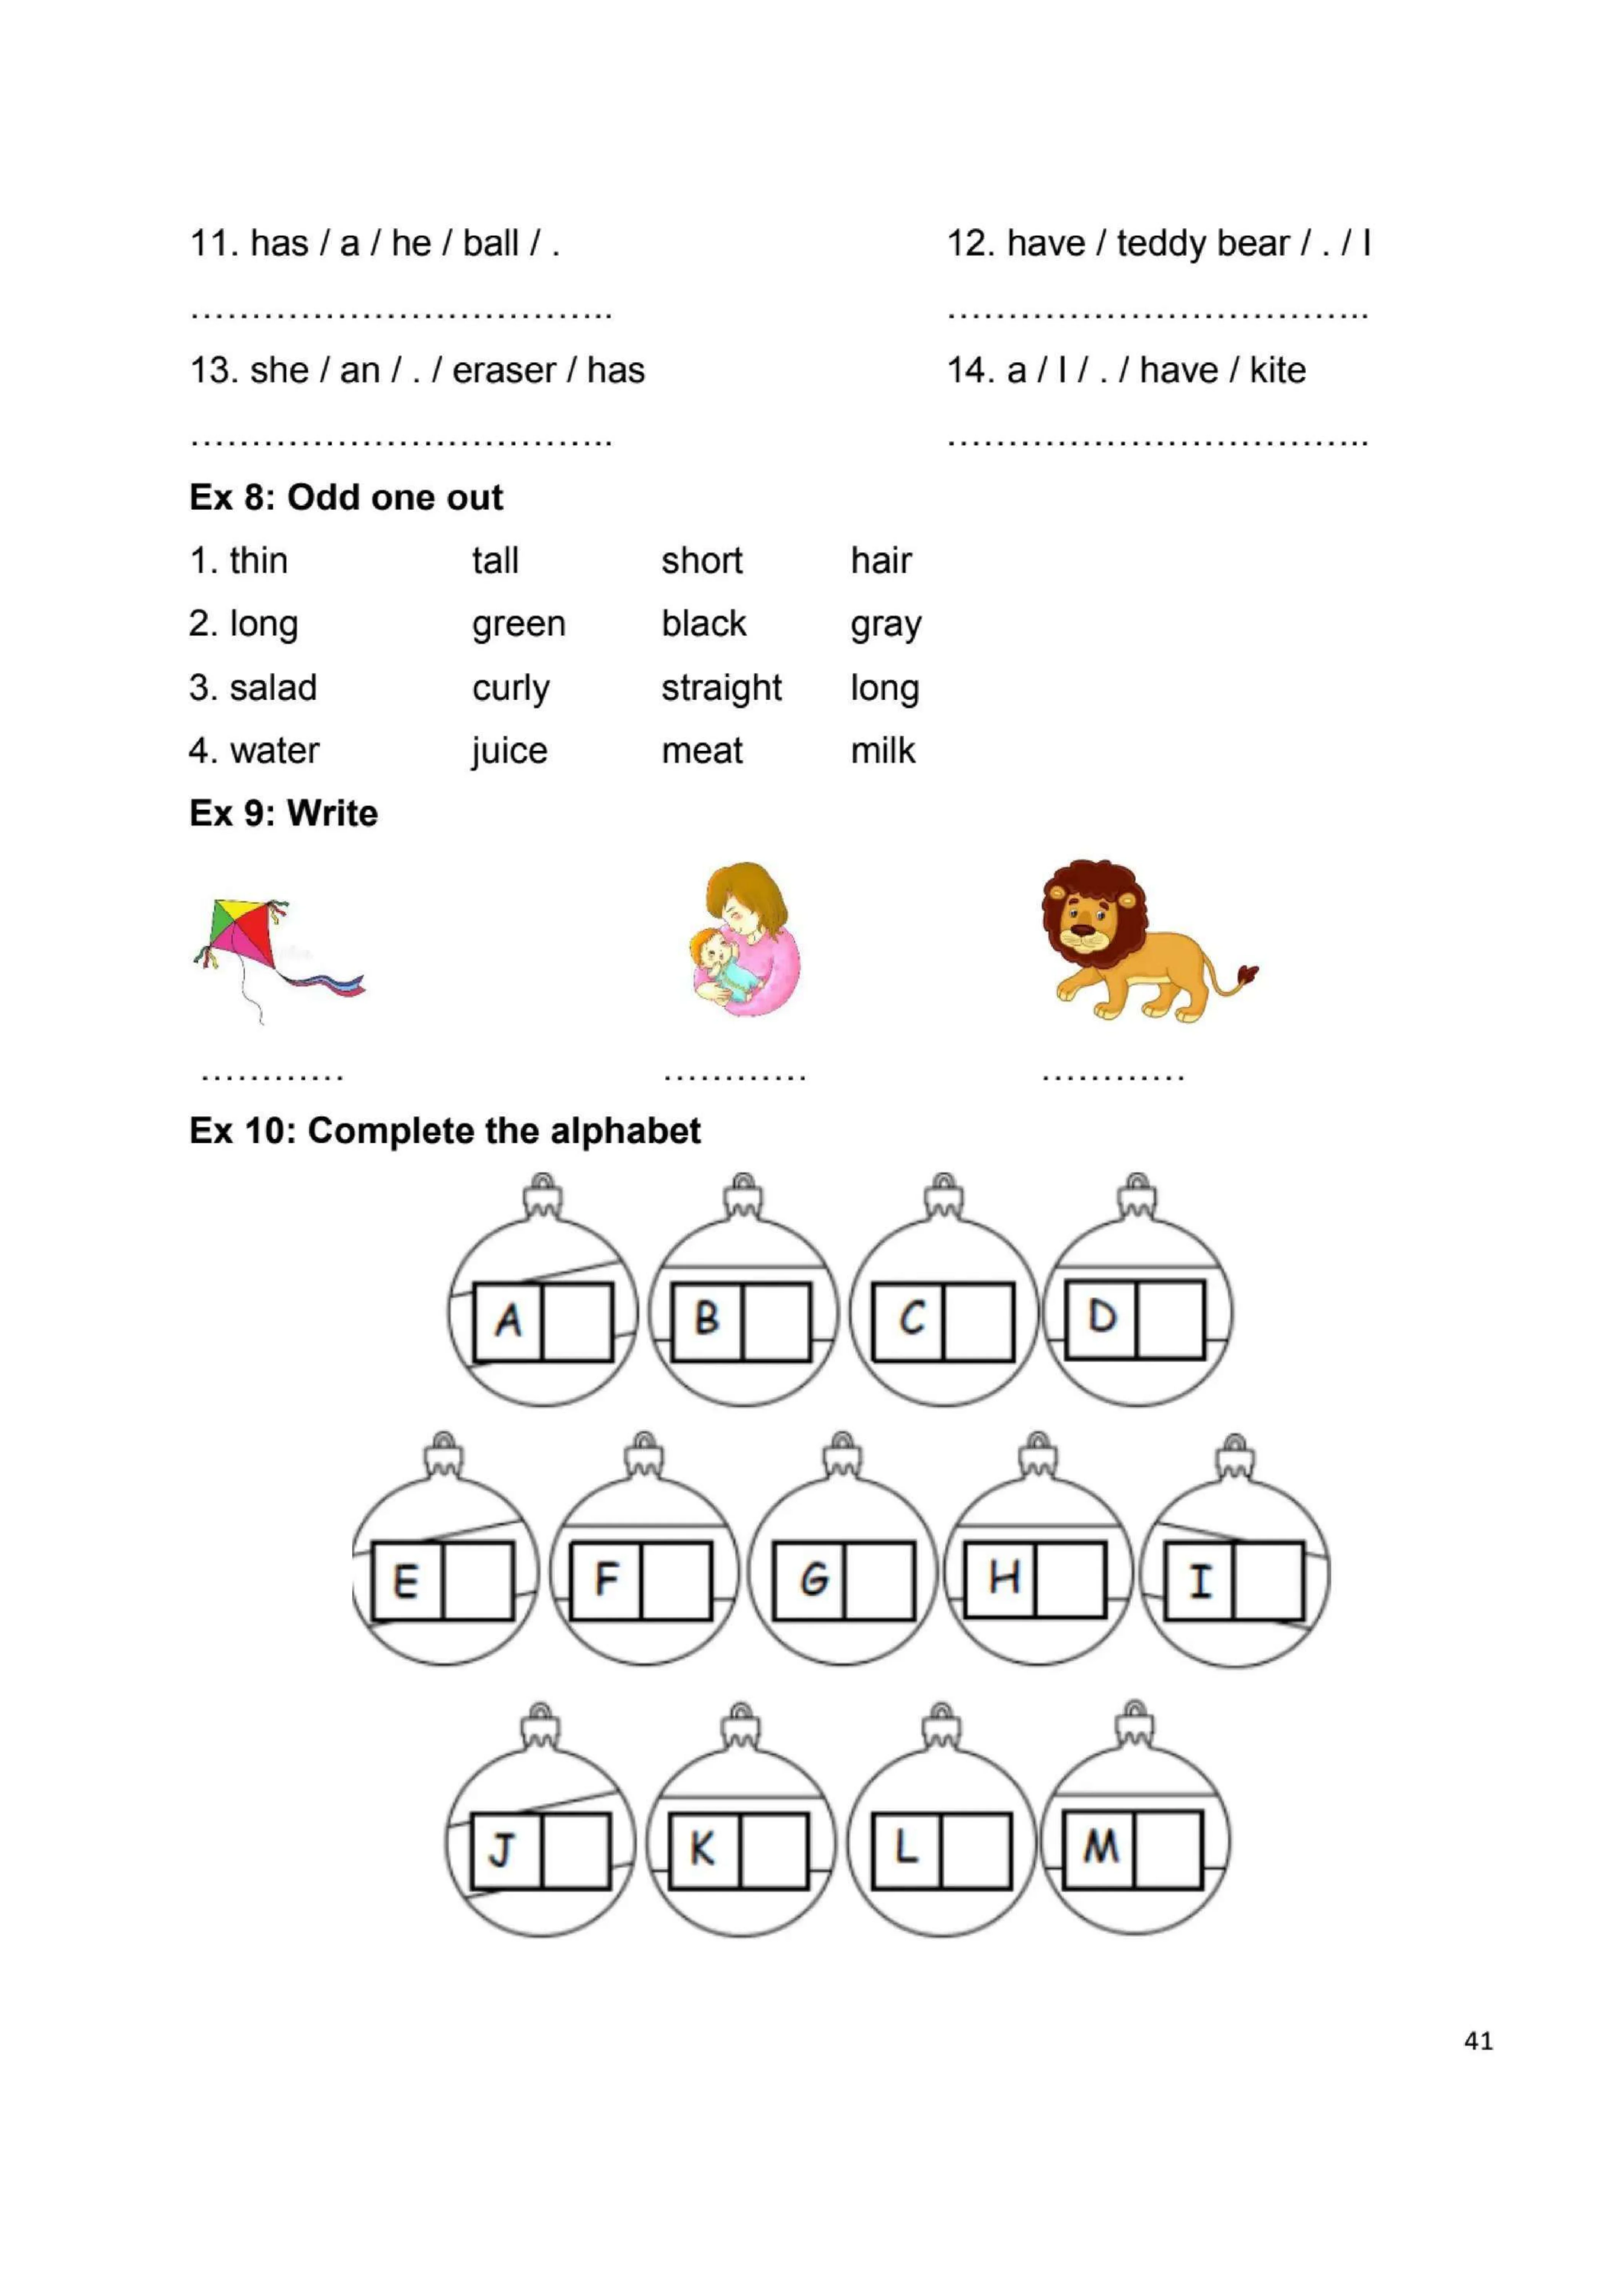 11. has / a / he / ball / .
12. have / teddy bear / . / I
………………………………..
………………………………..
13. she / an / . / eraser / has
14. a / I / . / have / kite
………………………………..
………………………………..
Ex 8: Odd one out
1. thin tall short hair
2. long green black gray
3. salad curly straight long
4. water juice meat milk
Ex 9: Write
………… ………… …………
Ex 10: Complete the alphabet
A B C D
E F G H I
J K L M
41